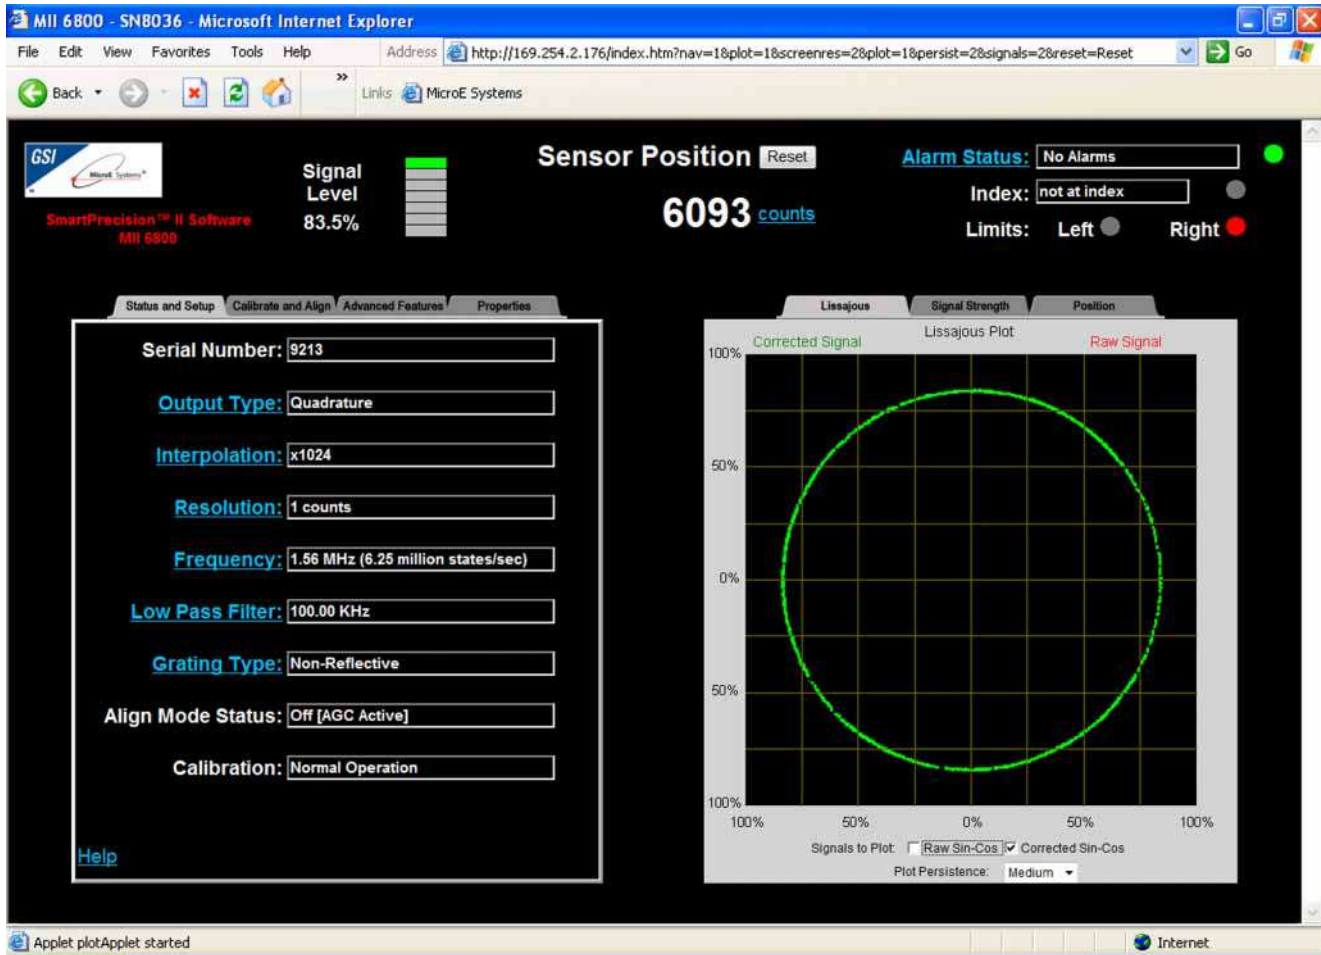 MII 6800 - SN8036 - Microsoft Internet Explorer
File Edit View Favorites Tools Help
Address http://169.254.2.176/index.htm?nav=1&plot=1&screenres=2&plot=1&persist=2&signals=2&reset=Reset
Go
Back
»
Links MicroE Systems
GSI
MicroE Systems
SmartPrecision™ II Software
MII 6800
Signal
Level
83.5%
Sensor Position Reset
6093 counts
Alarm Status: No Alarms
Index: not at index
Limits: Left Right
Status and Setup Calibrate and Align Advanced Features Properties
Serial Number: 9213
Output Type: Quadrature
Interpolation: x1024
Resolution: 1 counts
Frequency: 1.56 MHz (6.25 million states/sec)
Low Pass Filter: 100.00 KHz
Grating Type: Non-Reflective
Align Mode Status: Off [AGC Active]
Calibration: Normal Operation
Help
Lissajous Signal Strength Position
Lissajous Plot
Corrected Signal Raw Signal
100%
50%
0%
50%
100%
100% 50% 0% 50% 100%
Signals to Plot: Raw Sin-Cos Corrected Sin-Cos
Plot Persistence: Medium
Applet plotApplet started
Internet